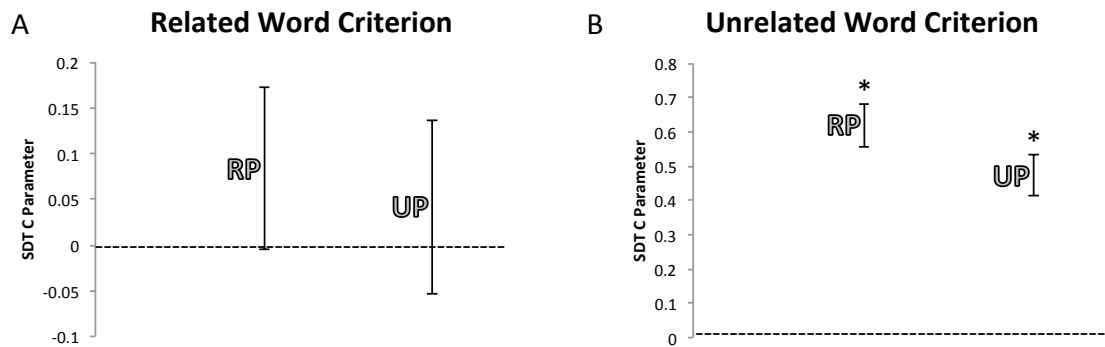 A
Related Word Criterion
SDT C Parameter
0.2
0.15
0.1
0.05
0
-0.05
-0.1
RP
UP
B
Unrelated Word Criterion
SDT C Parameter
0.8
0.7
0.6
0.5
0.4
0.3
0.2
0.1
0
*
RP
*
UP